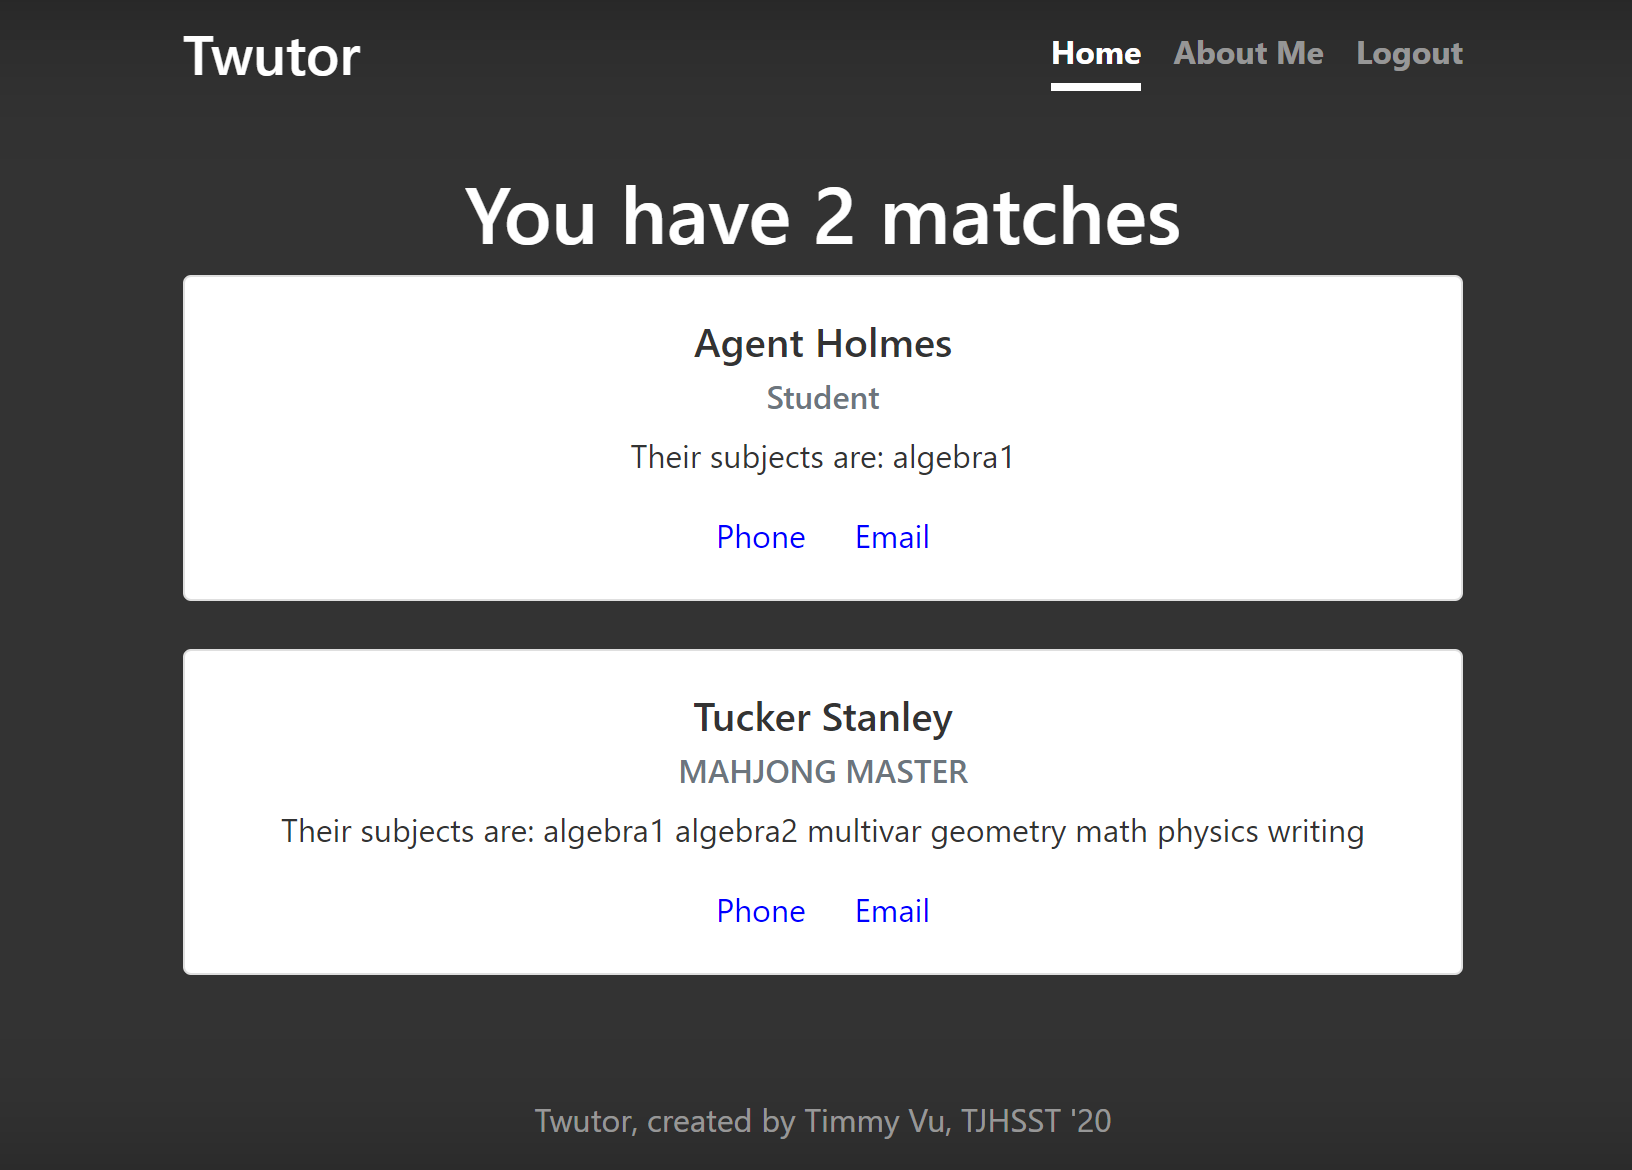 Twutor
Home About Me Logout
You have 2 matches
Agent Holmes
Student
Their subjects are: algebra1
Phone Email
Tucker Stanley
MAHJONG MASTER
Their subjects are: algebra1 algebra2 multivar geometry math physics writing
Phone Email
Twutor, created by Timmy Vu, TJHSST '20